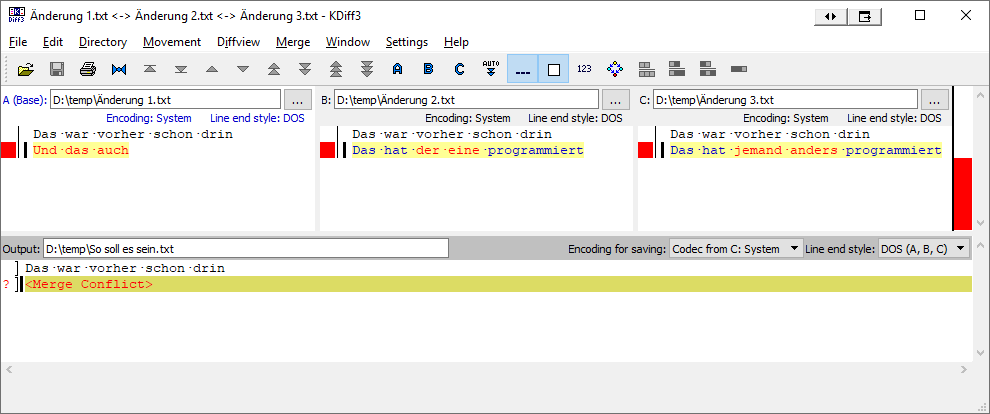 Änderung 1.txt <-> Änderung 2.txt <-> Änderung 3.txt - KDiff3
File Edit Directory Movement Diffview Merge Window Settings Help
A B C AUTO 123
A (Base): D:\temp\Änderung 1.txt ... B: D:\temp\Änderung 2.txt ... C: D:\temp\Änderung 3.txt ...
Encoding: System Line end style: DOS Encoding: System Line end style: DOS Encoding: System Line end style: DOS
Das·war·vorher·schon·drin Das·war·vorher·schon·drin Das·war·vorher·schon·drin
Und·das·auch Das·hat·der·eine·programmiert Das·hat·jemand·anders·programmiert
Output: D:\temp\So soll es sein.txt Encoding for saving: Codec from C: System Line end style: DOS (A, B, C)
Das·war·vorher·schon·drin
? <Merge Conflict>